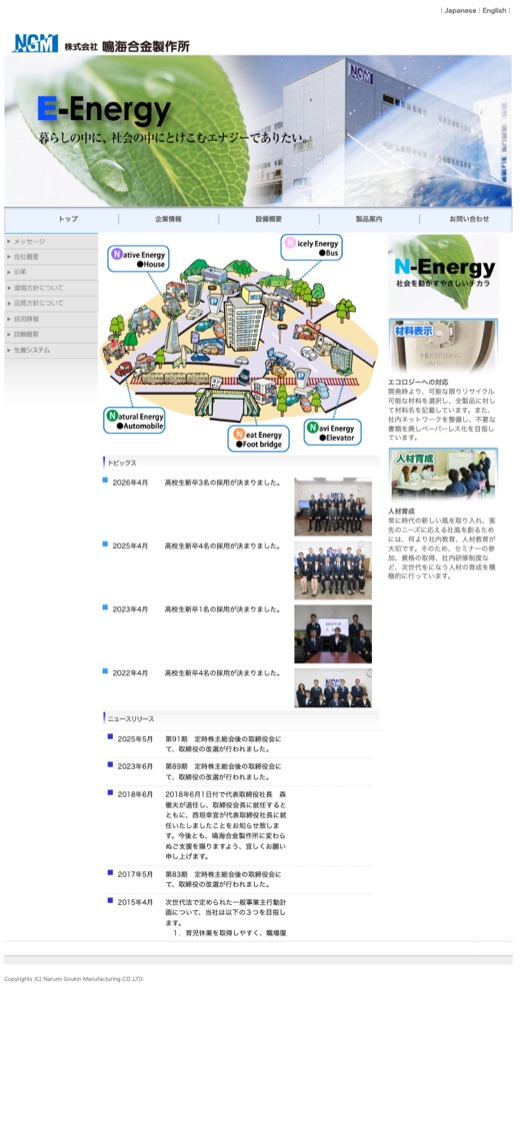 | Japanese | English |
NGM 株式会社 鳴海合金製作所
NGM
E-Energy
暮らしの中に、社会の中にとけこむエナジーでありたい。
トップ
企業情報
設備概要
製品案内
お問い合わせ
メッセージ
会社概要
沿革
環境方針について
品質方針について
採用情報
設備概要
生産システム
Native Energy
●House
Nicely Energy
●Bus
Natural Energy
●Automobile
Neat Energy
●Foot bridge
Navi Energy
●Elevator
N-Energy
社会を動かすやさしいチカラ
材料表示
エコロジーへの対応
開発時より、可能な限りリサイクル
可能な材料を選択し、全製品に対し
て材料名を記載しています。また、
社内ネットワークを整備し、不要な
書類を廃しペーパーレス化を目指し
ています。
人材育成
人材育成
常に時代の新しい風を取り入れ、客
先のニーズに応える社風を創るため
には、何より社内教育、人材教育が
大切です。そのため、セミナーの参
加、資格の取得、社内研修制度な
ど、次世代をになう人材の育成を積
極的に行っています。
トピックス
2026年4月 高校生新卒3名の採用が決まりました。
2025年4月 高校生新卒4名の採用が決まりました。
2023年4月 高校生新卒1名の採用が決まりました。
2022年4月 高校生新卒4名の採用が決まりました。
ニュースリリース
2025年5月 第91期 定時株主総会後の取締役会に
て、取締役の改選が行われました。
2023年6月 第89期 定時株主総会後の取締役会に
て、取締役の改選が行われました。
2018年6月 2018年6月1日付で代表取締役社長 森
徹夫が退任し、取締役会長に就任すると
ともに、西垣幸宜が代表取締役社長に就
任いたしましたことをお知らせ致しま
す。今後とも、鳴海合金製作所に変わら
ぬご支援を賜りますよう、宜しくお願い
申し上げます。
2017年5月 第83期 定時株主総会後の取締役会に
て、取締役の改選が行われました。
2015年4月 次世代法で定められた一般事業主行動計
画について、当社は以下の３つを目指し
ます。
１．育児休業を取得しやすく、職場復
Copyrights (C) Narumi Goukin Manufacturing CO.,LTD.